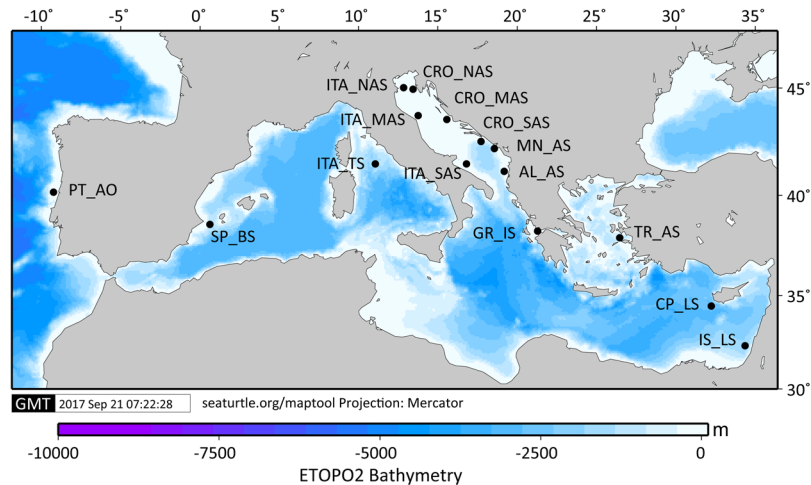 -10° -5° 0° 5° 10° 15° 20° 25° 30° 35°
CRO_NAS
ITA_NAS
45°
CRO_MAS
ITA_MAS
CRO_SAS
MN_AS
ITA_TS
ITA_SAS
AL_AS
PT_AO
40°
SP_BS
GR_IS
TR_AS
35°
CP_LS
IS_LS
30°
GMT 2017 Sep 21 07:22:28 seaturtle.org/maptool Projection: Mercator
m
-10000 -7500 -5000 -2500 0
ETOPO2 Bathymetry